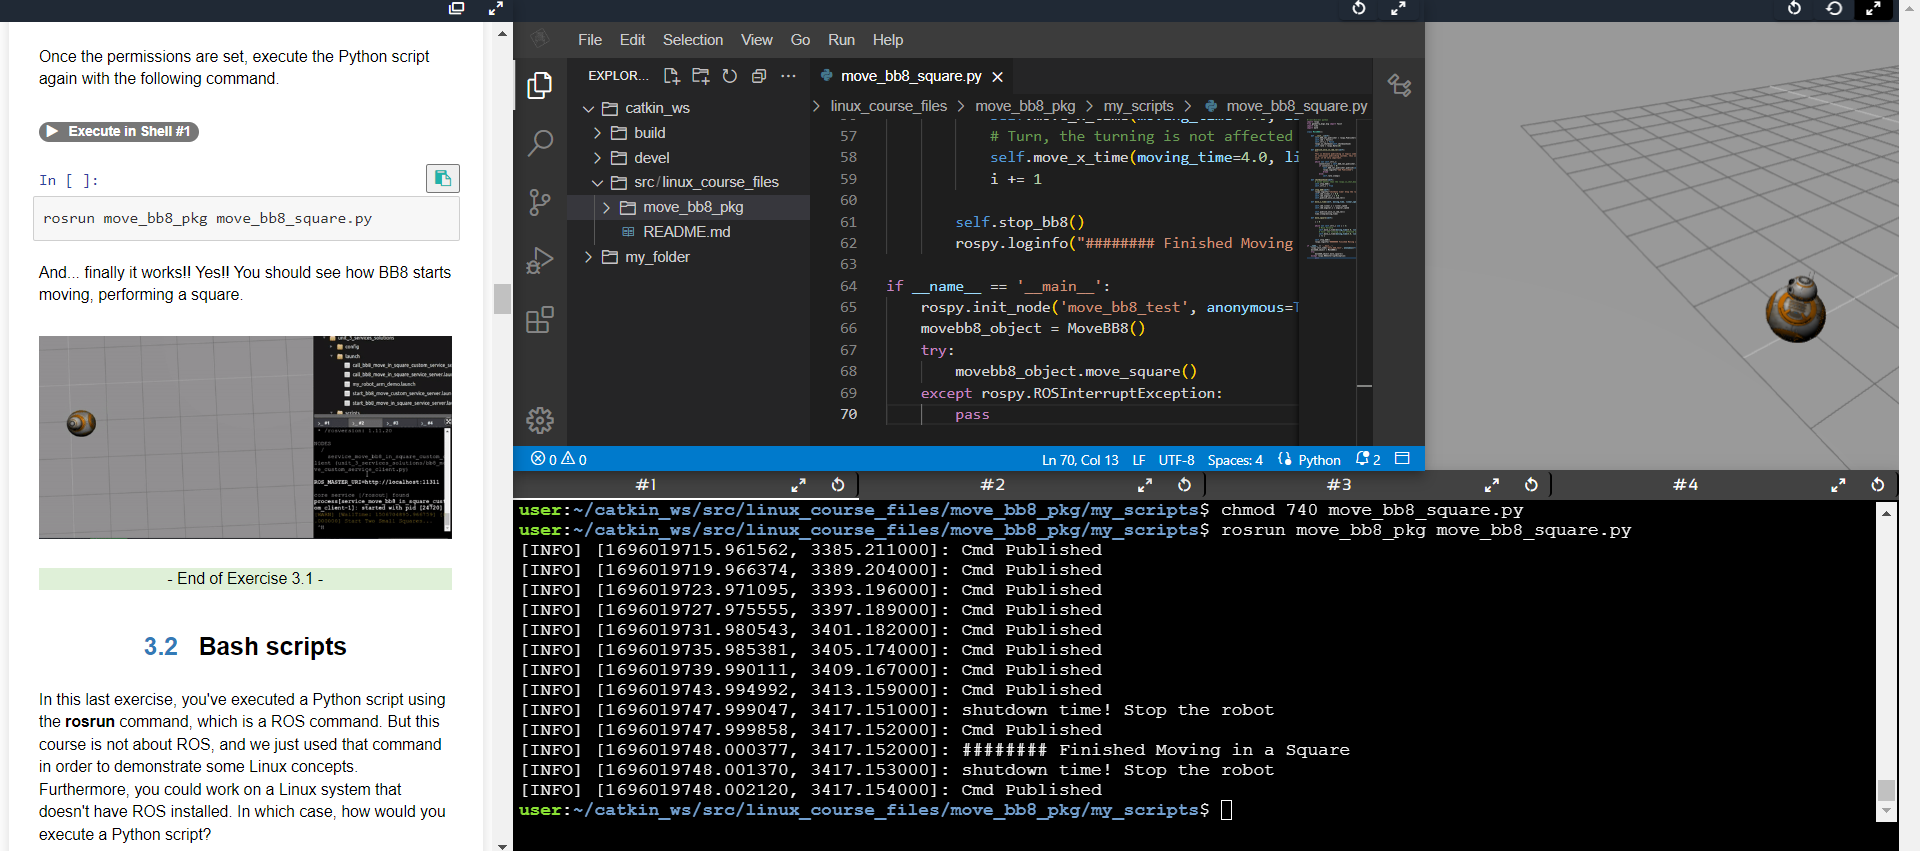 Once the permissions are set, execute the Python script
again with the following command.
Execute in Shell #1
In [ ]:
rosrun move_bb8_pkg move_bb8_square.py
And... finally it works!! Yes!! You should see how BB8 starts
moving, performing a square.
- End of Exercise 3.1 -
3.2 Bash scripts
In this last exercise, you've executed a Python script using
the rosrun command, which is a ROS command. But this
course is not about ROS, and we just used that command
in order to demonstrate some Linux concepts.
Furthermore, you could work on a Linux system that
doesn't have ROS installed. In which case, how would you
execute a Python script?
File Edit Selection View Go Run Help
EXPLOR...
catkin_ws
build
devel
src/linux_course_files
move_bb8_pkg
README.md
my_folder
move_bb8_square.py
linux_course_files > move_bb8_pkg > my_scripts > move_bb8_square.py
57 # Turn, the turning is not affected
58 self.move_x_time(moving_time=4.0, li
59 i += 1
60
61 self.stop_bb8()
62 rospy.loginfo("######## Finished Moving
63
64 if __name__ == '__main__':
65 rospy.init_node('move_bb8_test', anonymous=T
66 movebb8_object = MoveBB8()
67 try:
68 movebb8_object.move_square()
69 except rospy.ROSInterruptException:
70 pass
0 0 Ln 70, Col 13 LF UTF-8 Spaces: 4 Python 2
#1 #2 #3 #4
user:~/catkin_ws/src/linux_course_files/move_bb8_pkg/my_scripts$ chmod 740 move_bb8_square.py
user:~/catkin_ws/src/linux_course_files/move_bb8_pkg/my_scripts$ rosrun move_bb8_pkg move_bb8_square.py
[INFO] [1696019715.961562, 3385.211000]: Cmd Published
[INFO] [1696019719.966374, 3389.204000]: Cmd Published
[INFO] [1696019723.971095, 3393.196000]: Cmd Published
[INFO] [1696019727.975555, 3397.189000]: Cmd Published
[INFO] [1696019731.980543, 3401.182000]: Cmd Published
[INFO] [1696019735.985381, 3405.174000]: Cmd Published
[INFO] [1696019739.990111, 3409.167000]: Cmd Published
[INFO] [1696019743.994992, 3413.159000]: Cmd Published
[INFO] [1696019747.999047, 3417.151000]: shutdown time! Stop the robot
[INFO] [1696019747.999858, 3417.152000]: Cmd Published
[INFO] [1696019748.000377, 3417.152000]: ######## Finished Moving in a Square
[INFO] [1696019748.001370, 3417.153000]: shutdown time! Stop the robot
[INFO] [1696019748.002120, 3417.154000]: Cmd Published
user:~/catkin_ws/src/linux_course_files/move_bb8_pkg/my_scripts$